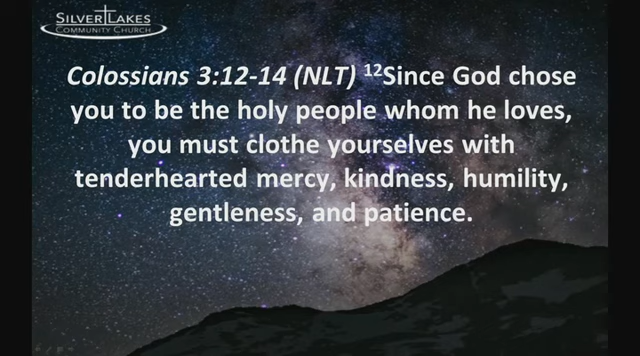 SILVER LAKES
COMMUNITY CHURCH
Colossians 3:12-14 (NLT) ¹²Since God chose
you to be the holy people whom he loves,
you must clothe yourselves with
tenderhearted mercy, kindness, humility,
gentleness, and patience.